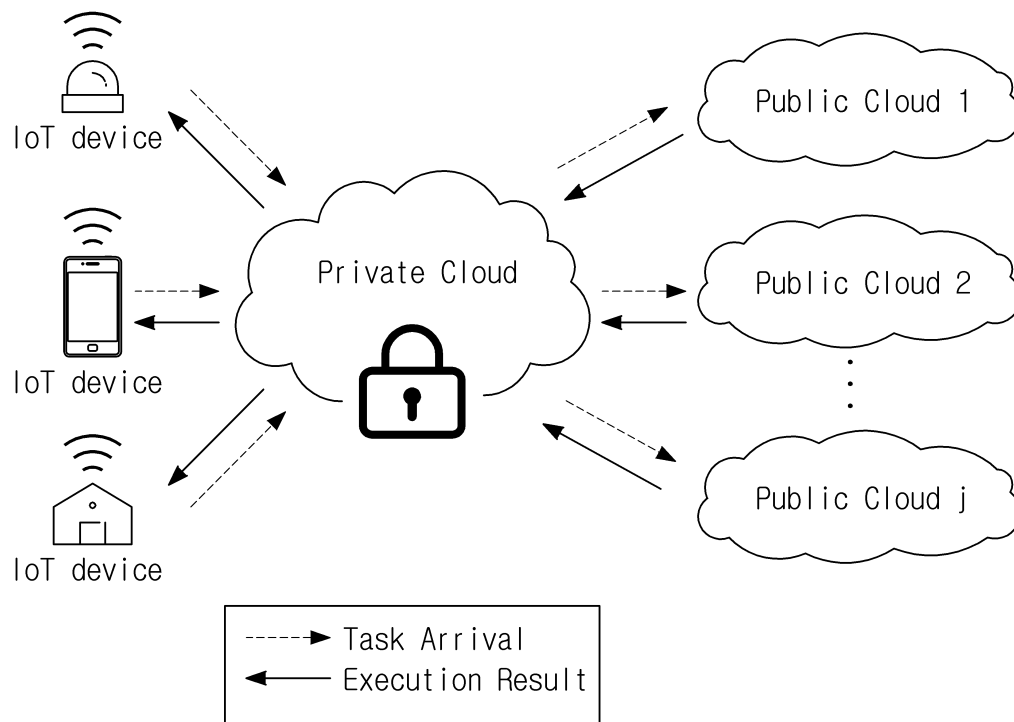 IoT device
Public Cloud 1
Private Cloud
Public Cloud 2
IoT device
Public Cloud j
IoT device
Task Arrival
Execution Result